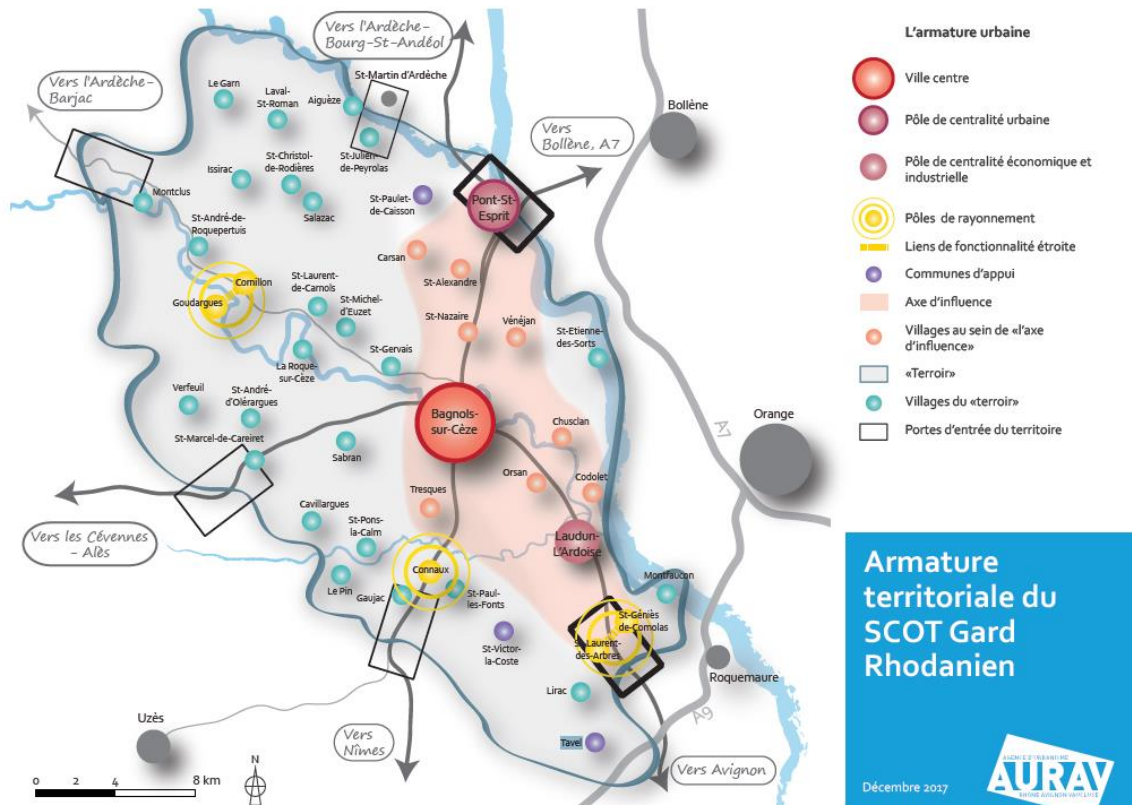 Vers l'Ardèche-
Bourg-St-Andéol
Vers l'Ardèche-
Barjac
St-Martin d'Ardèche
Le Garn
Laval-
St-Roman
Aiguèze
St-Julien-
de-Peyrolas
Bollène
Vers
Bollène, A7
Issirac
St-Christol-
de-Rodières
Salazac
St-Paulet-
de-Caisson
Pont-St-
Esprit
Montclus
St-André-de-
Roquepertuis
Carsan
St-Alexandre
Cornillon
Goudargues
St-Laurent-
de-Carnols
St-Michel-
d'Euzet
St-Nazaire
Vénéjan
St-Etienne-
des-Sorts
La Roque-
sur-Cèze
St-Gervais
Verfeuil
St-André-
d'Olérargues
Bagnols-
sur-Cèze
Orange
A7
St-Marcel-de-Careiret
Sabran
Chusclan
Orsan
Codolet
Tresques
Cavillargues
St-Pons-
la-Calm
Laudun-
L'Ardoise
Vers les Cévennes
- Alès
Connaux
Le Pin
Gaujac
St-Paul-
les-Fonts
Montfaucon
St-Géniès
de-Comolas
St-Laurent-
des-Arbres
St-Victor-
la-Coste
Roquemaure
Lirac
A9
Uzès
Vers
Nîmes
Tavel
Vers Avignon
0 2 4 8 km
N
L'armature urbaine
Ville centre
Pôle de centralité urbaine
Pôle de centralité économique et
industrielle
Pôles de rayonnement
Liens de fonctionnalité étroite
Communes d'appui
Axe d'influence
Villages au sein de «l'axe
d'influence»
«Terroir»
Villages du «terroir»
Portes d'entrée du territoire
Armature
territoriale du
SCOT Gard
Rhodanien
Décembre 2017
AGENCE D'URBANISME
AURAV
RHÔNE AVIGNON VAUCLUSE